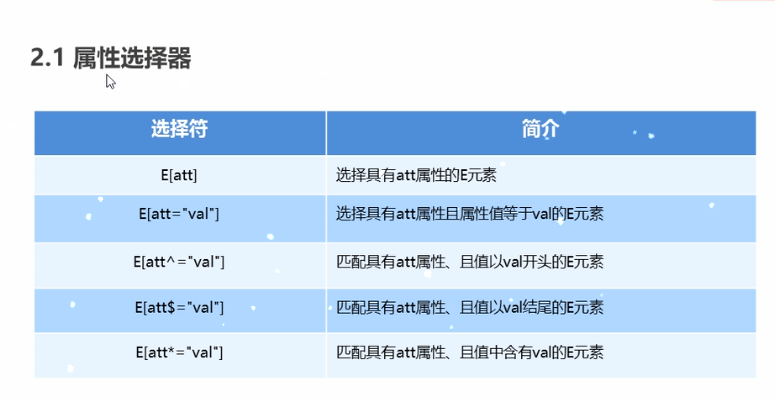 2.1 属性选择器
选择符 简介
E[att] 选择具有att属性的E元素
E[att="val"] 选择具有att属性且属性值等于val的E元素
E[att^="val"] 匹配具有att属性、且值以val开头的E元素
E[att$="val"] 匹配具有att属性、且值以val结尾的E元素
E[att*="val"] 匹配具有att属性、且值中含有val的E元素